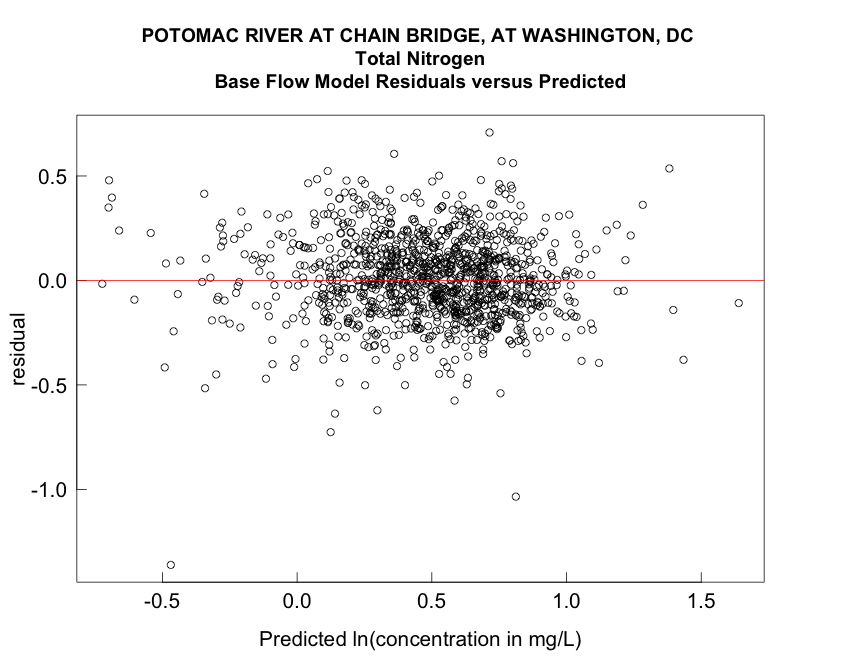 POTOMAC RIVER AT CHAIN BRIDGE, AT WASHINGTON, DC
Total Nitrogen
Base Flow Model Residuals versus Predicted
0.5
0.0
-0.5
-1.0
residual
-0.5 0.0 0.5 1.0 1.5
Predicted ln(concentration in mg/L)